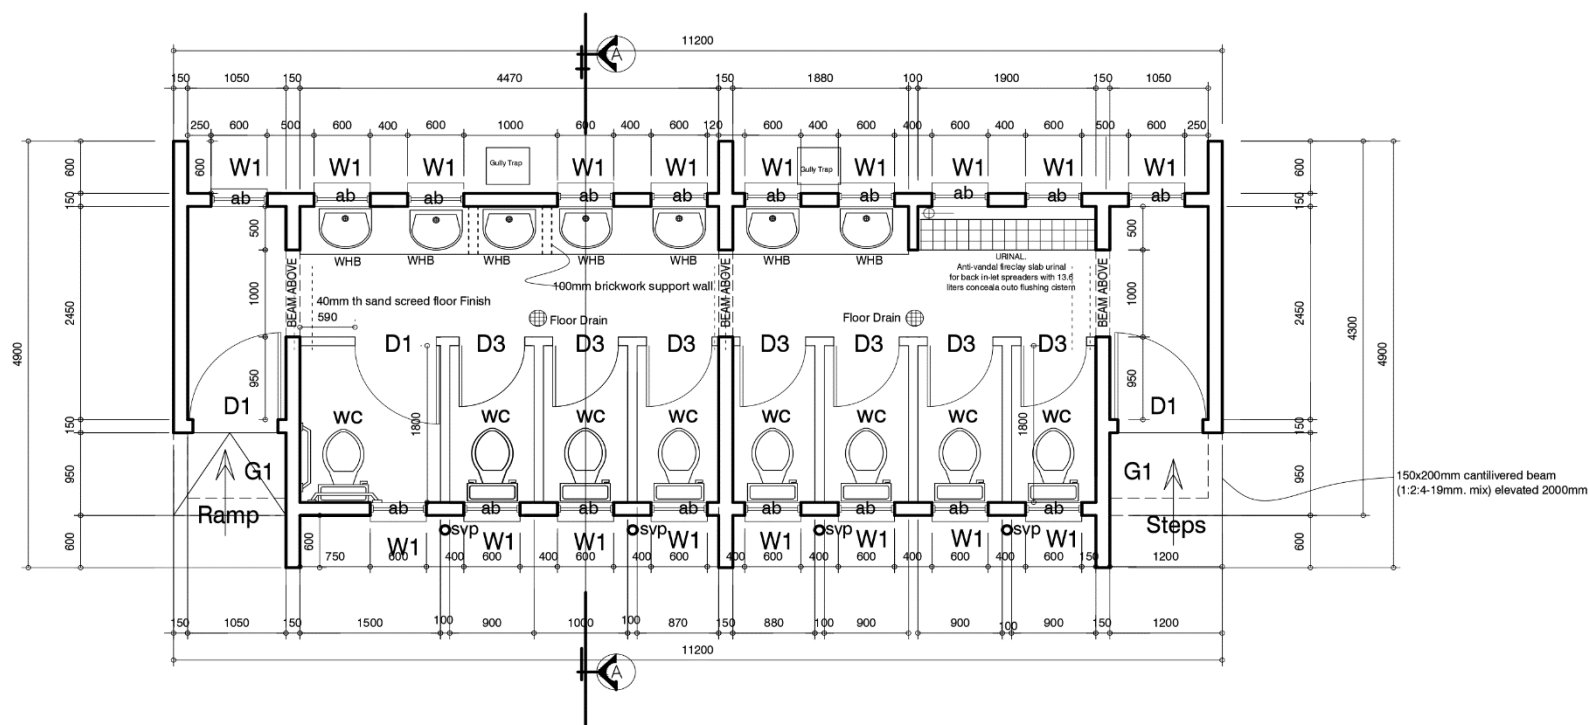 11200
A
150 1050 150 4470 150 1880 100 1900 150 1050
250 600 500 600 400 600 1000 600 400 600 120 600 400 600 400 600 400 600 500 600 250
4900
600
150
2450
150
950
600
600
W1 W1 W1 W1 W1 W1 W1 W1 W1 W1
Gully Trap
Gully Trap
ab ab ab ab ab ab ab ab ab ab
500
1000
950
WHB WHB WHB WHB WHB WHB WHB
BEAM ABOVE
BEAM ABOVE
BEAM ABOVE
URINAL.
Anti-vandal fireclay slab urinal
for back in-let spreaders with 13.6
liters conceala outo flushing cistern
100mm brickwork support wall
40mm th sand screed floor Finish
590
Floor Drain
Floor Drain
D1 D3 D3 D3 D3 D3 D3 D3
500
1000
950
600
150
2450
150
950
600
4300
4900
D1
D1
WC WC WC WC WC WC WC WC
1800
1800
G1
Ramp
G1
Steps
150x200mm cantilivered beam
(1:2:4-19mm. mix) elevated 2000mm
ab ab ab ab ab ab ab ab
svp svp svp svp
W1 W1 W1 W1 W1 W1 W1 W1
600
750 600 400 600 400 600 400 600 400 600 400 600 400 600 400 600 150 1200
150 1050 150 1500 100 900 1000 100 870 150 880 100 900 900 100 900 150 1200
11200
A